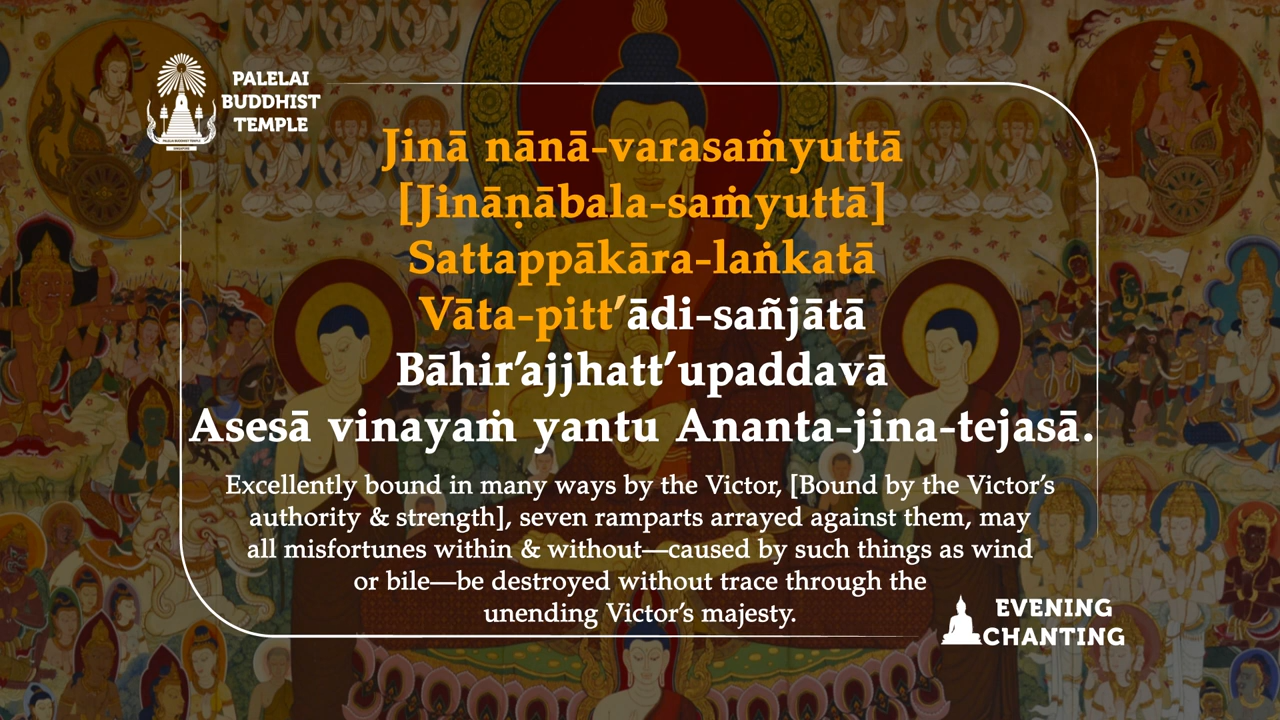 PALELAI
BUDDHIST
TEMPLE
Jinā nānā-varasaṁyuttā
[Jināṇābala-saṁyuttā]
Sattappākāra-laṅkatā
Vāta-pitt’ādi-sañjātā
Bāhir’ajjhatt’upaddavā
Asesā vinayaṁ yantu Ananta-jina-tejasā.
Excellently bound in many ways by the Victor, [Bound by the Victor’s
authority & strength], seven ramparts arrayed against them, may
all misfortunes within & without—caused by such things as wind
or bile—be destroyed without trace through the
unending Victor’s majesty.
EVENING
CHANTING